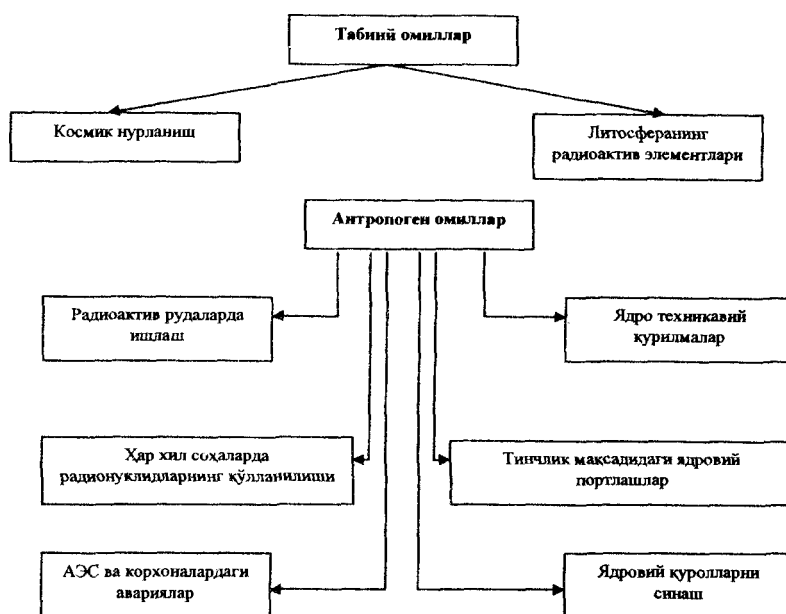 Табиий омиллар
Космик нурланиш
Литосферанинг
радиоактив элементлари
Антропоген омиллар
Радиоактив рудаларда
ишлаш
Ядро техникавий
қурилмалар
Ҳар хил соҳаларда
радионуклидларнинг қўлланилиши
Тинчлик мақсадидаги ядровий
портлашлар
АЭС ва корхоналардаги
авариялар
Ядровий қуролларни
синаш